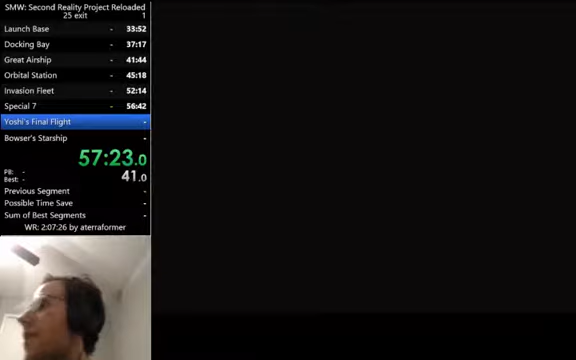 SMW: Second Reality Project Reloaded
25 exit 1
Launch Base - 33:52
Docking Bay - 37:17
Great Airship - 41:44
Orbital Station - 45:18
Invasion Fleet - 52:14
Special 7 - 56:42
Yoshi's Final Flight -
Bowser's Starship -
57:23.0
PB: -
Best: - 41.0
Previous Segment -
Possible Time Save -
Sum of Best Segments -
WR: 2:07:26 by aterraformer